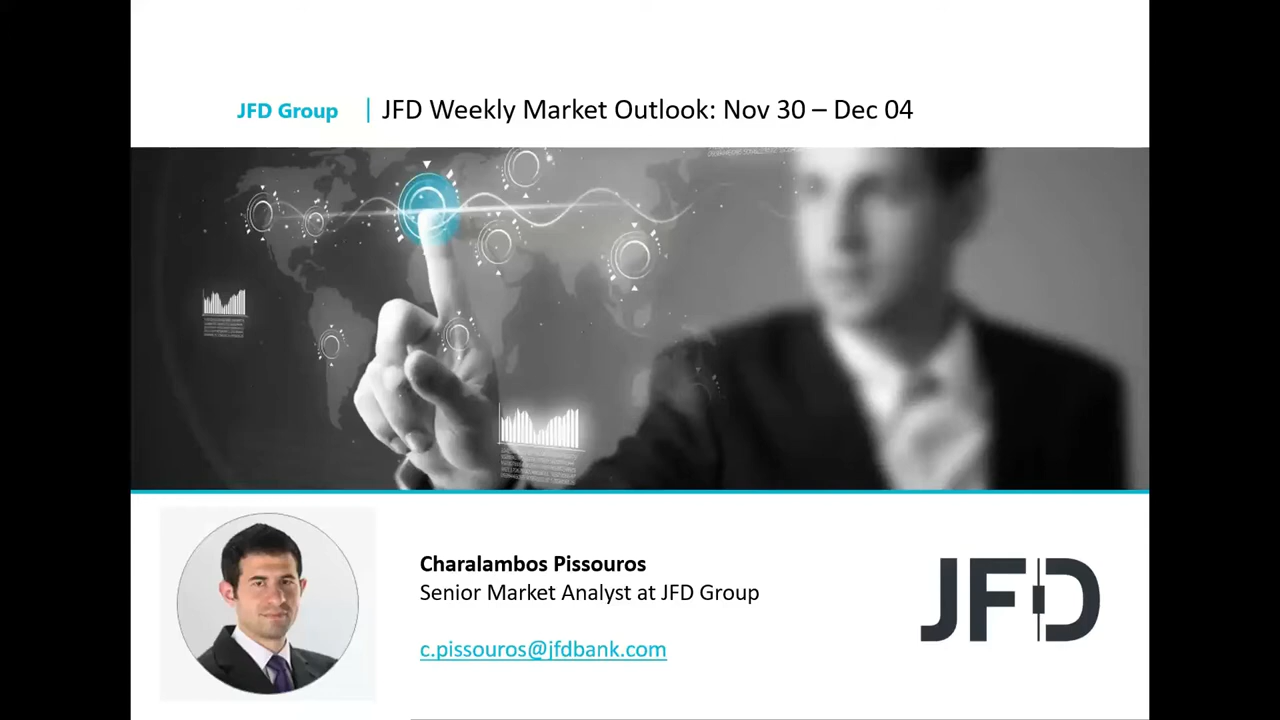 JFD Group | JFD Weekly Market Outlook: Nov 30 – Dec 04
Charalambos Pissouros
Senior Market Analyst at JFD Group
c.pissouros@jfdbank.com
JFD